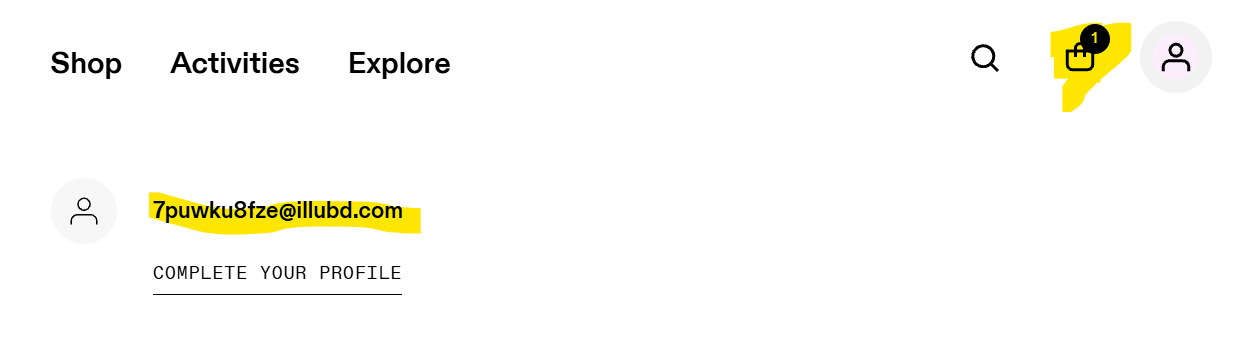 Shop Activities Explore 1
7puwku8fze@illubd.com
COMPLETE YOUR PROFILE